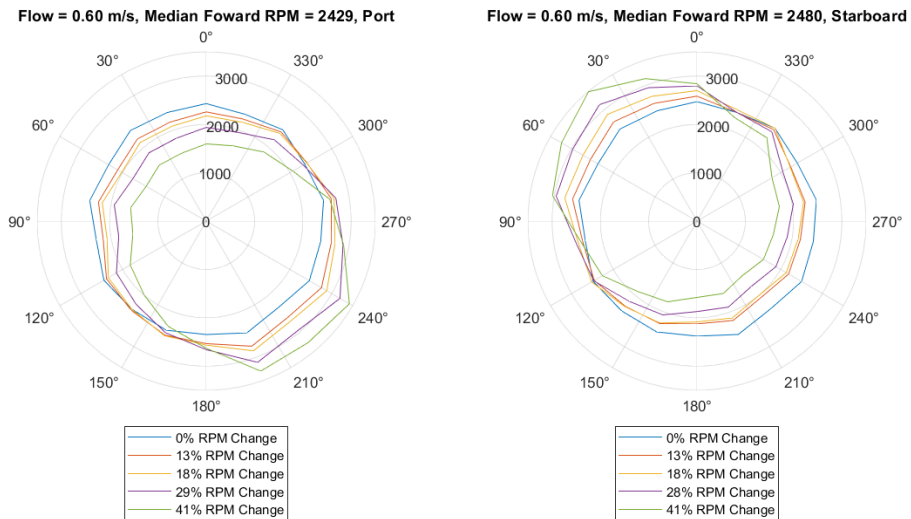 Flow = 0.60 m/s, Median Foward RPM = 2429, Port
0°
30°
330°
3000
60°
300°
2000
1000
90°
0
270°
120°
240°
150°
210°
180°
0% RPM Change
13% RPM Change
18% RPM Change
29% RPM Change
41% RPM Change
Flow = 0.60 m/s, Median Foward RPM = 2480, Starboard
0°
30°
330°
3000
60°
300°
2000
1000
90°
0
270°
120°
240°
150°
210°
180°
0% RPM Change
13% RPM Change
18% RPM Change
28% RPM Change
41% RPM Change